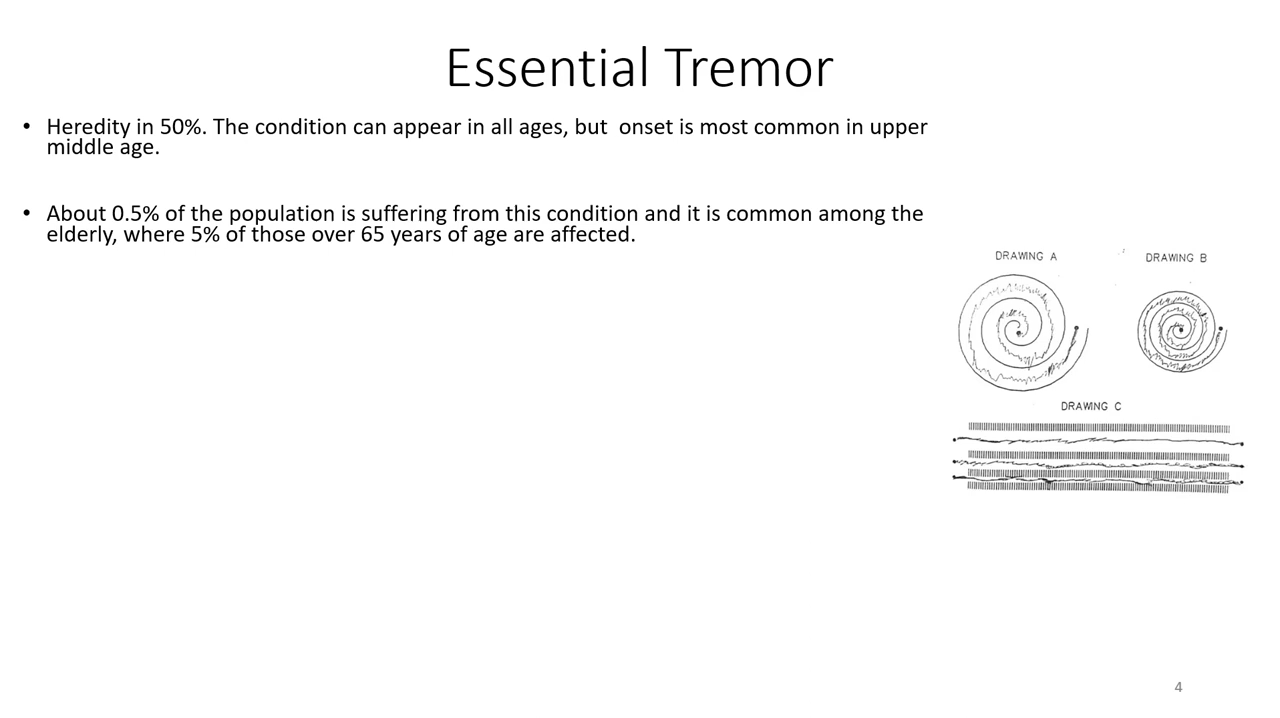 Essential Tremor
• Heredity in 50%. The condition can appear in all ages, but  onset is most common in upper
middle age.
• About 0.5% of the population is suffering from this condition and it is common among the
elderly, where 5% of those over 65 years of age are affected.
DRAWING A
DRAWING B
DRAWING C
4